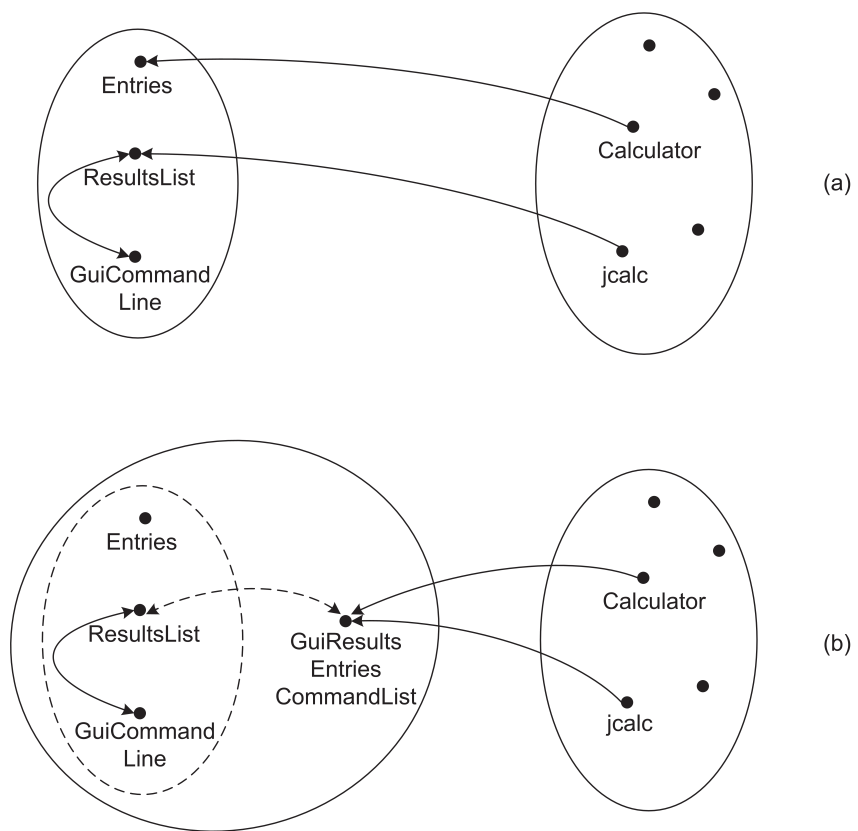 Entries
Calculator
ResultsList
(a)
jcalc
GuiCommand
Line
Entries
Calculator
ResultsList
GuiResults
Entries
CommandList
(b)
jcalc
GuiCommand
Line